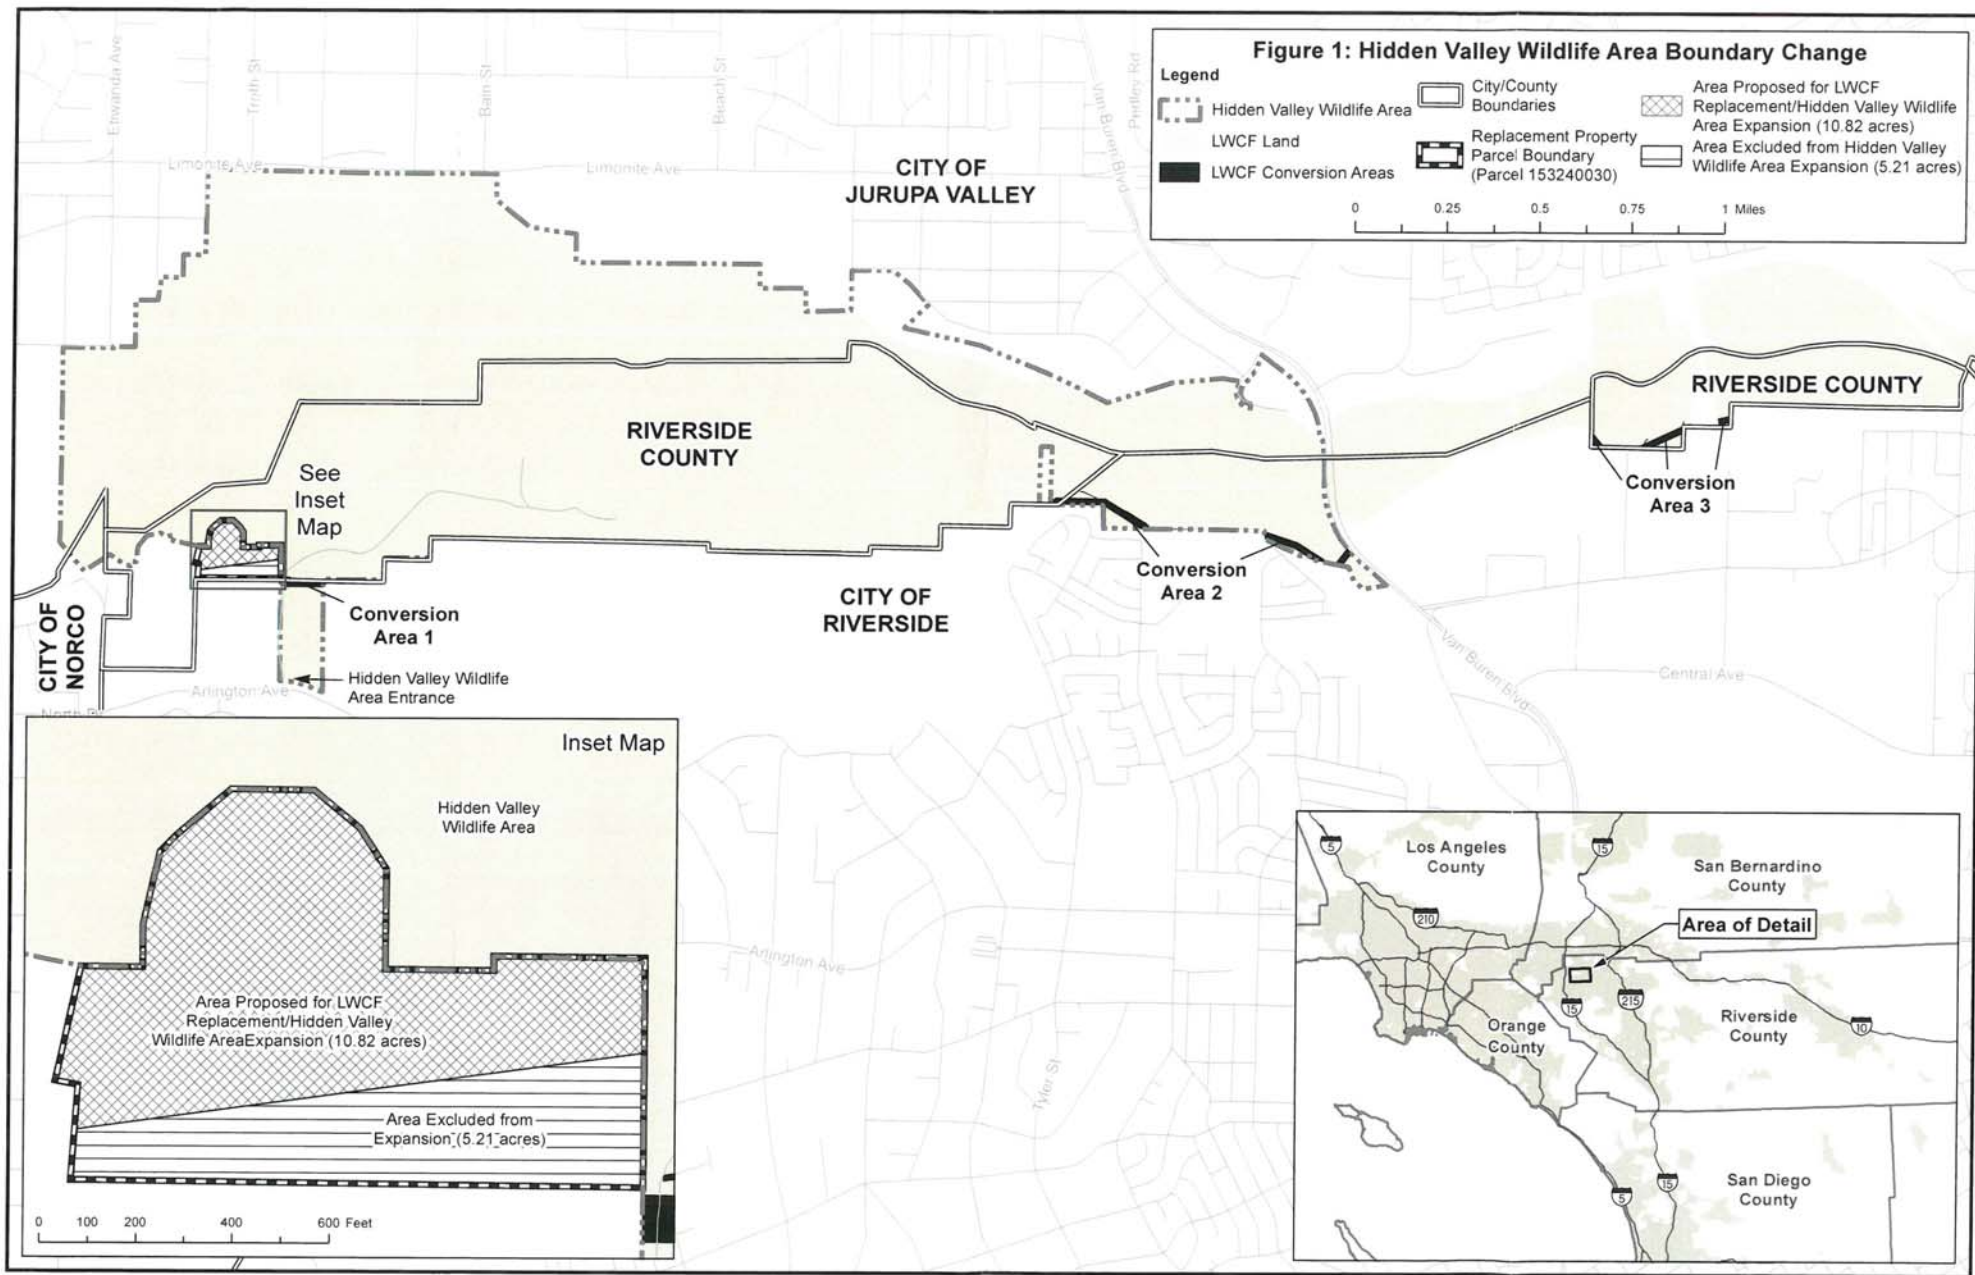 Figure 1: Hidden Valley Wildlife Area Boundary Change
Legend
Hidden Valley Wildlife Area
LWCF Land
LWCF Conversion Areas
City/County
Boundaries
Replacement Property
Parcel Boundary
(Parcel 153240030)
Area Proposed for LWCF
Replacement/Hidden Valley Wildlife
Area Expansion (10.82 acres)
Area Excluded from Hidden Valley
Wildlife Area Expansion (5.21 acres)
0 0.25 0.5 0.75 1 Miles
Etiwanda Ave
Troth St
Bain St
Beach St
Van Buren Blvd
Pedley Rd
Limonite Ave
Limonite Ave
CITY OF
JURUPA VALLEY
RIVERSIDE COUNTY
RIVERSIDE
COUNTY
See
Inset
Map
Conversion
Area 3
Conversion
Area 2
Conversion
Area 1
CITY OF
RIVERSIDE
CITY OF
NORCO
Hidden Valley Wildlife
Area Entrance
Arlington Ave
Van Buren Blvd
Central Ave
Arlington Ave
Tyler St
Inset Map
Hidden Valley
Wildlife Area
Area Proposed for LWCF
Replacement/Hidden Valley
Wildlife AreaExpansion (10.82 acres)
Area Excluded from
Expansion (5.21 acres)
0 100 200 400 600 Feet
Los Angeles
County
San Bernardino
County
Area of Detail
Orange
County
Riverside
County
San Diego
County
5
15
210
15
215
10
5
15